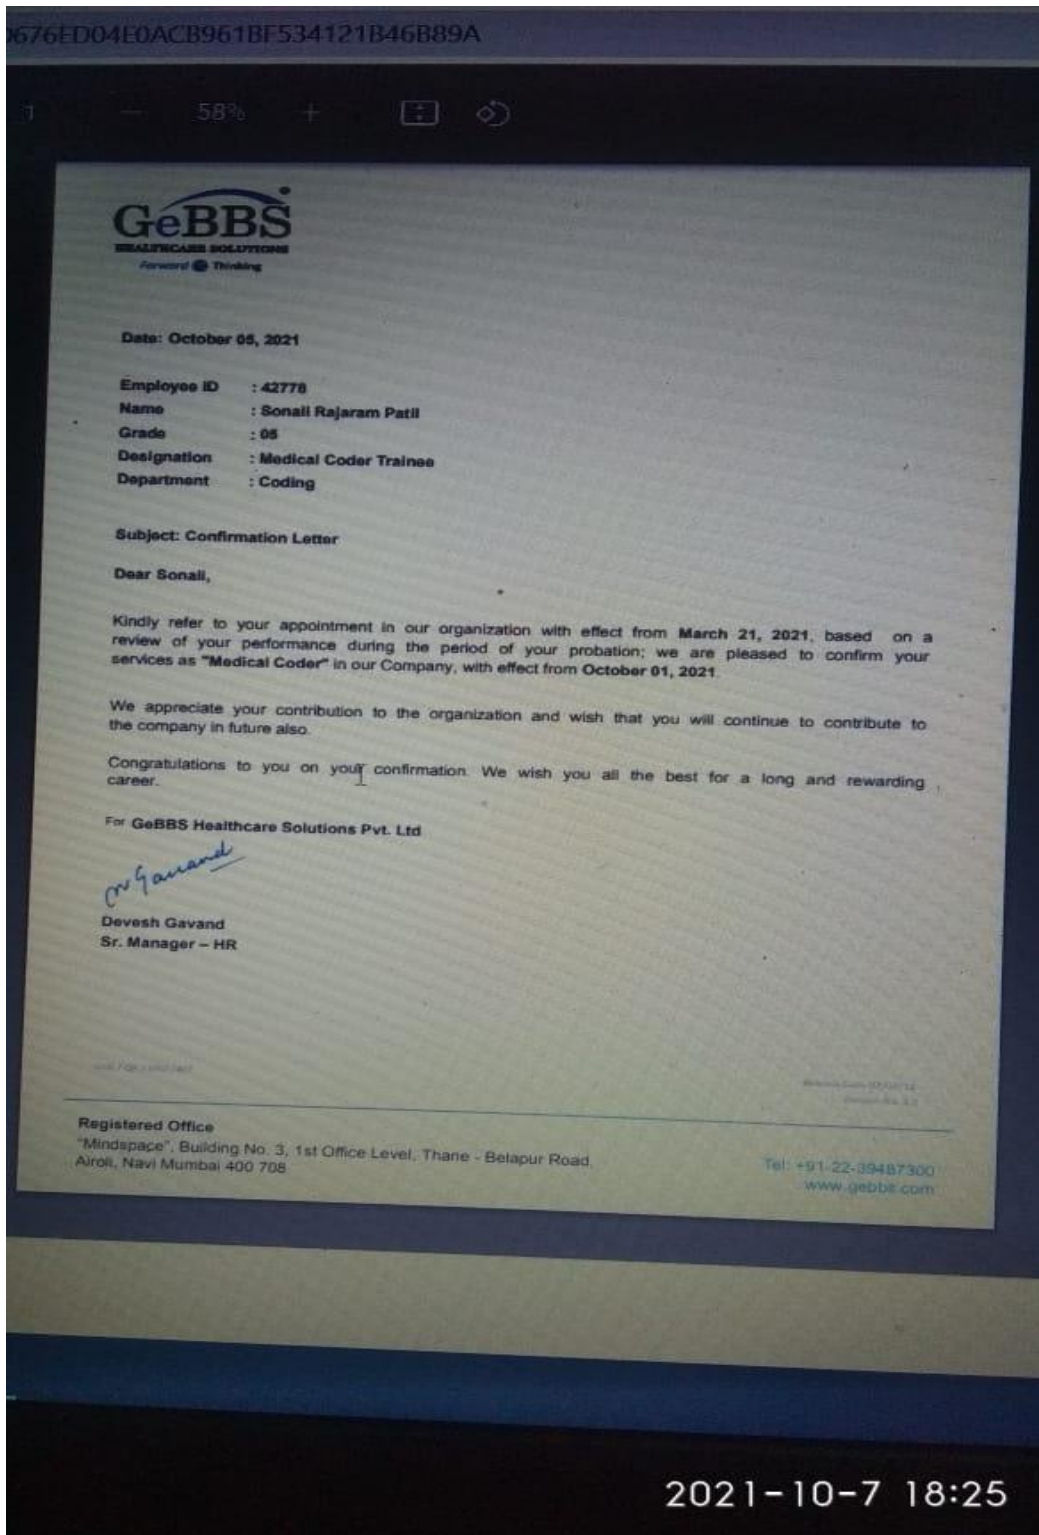 0676ED04E0ACB961BF534121B46B89A
1 — 58% +
GeBBS
HEALTHCARE SOLUTIONS
Forward Thinking
Date: October 05, 2021
Employee ID : 42778
Name : Sonali Rajaram Patil
Grade : 05
Designation : Medical Coder Trainee
Department : Coding
Subject: Confirmation Letter
Dear Sonali,
Kindly refer to your appointment in our organization with effect from March 21, 2021, based on a
review of your performance during the period of your probation; we are pleased to confirm your
services as "Medical Coder" in our Company, with effect from October 01, 2021.
We appreciate your contribution to the organization and wish that you will continue to contribute to
the company in future also.
Congratulations to you on your confirmation. We wish you all the best for a long and rewarding
career.
For GeBBS Healthcare Solutions Pvt. Ltd
Devesh Gavand
Sr. Manager – HR
Registered Office
"Mindspace", Building No. 3, 1st Office Level, Thane - Belapur Road,
Airoli, Navi Mumbai 400 708
Tel: +91-22-39487300
www.gebbs.com
2021-10-7 18:25